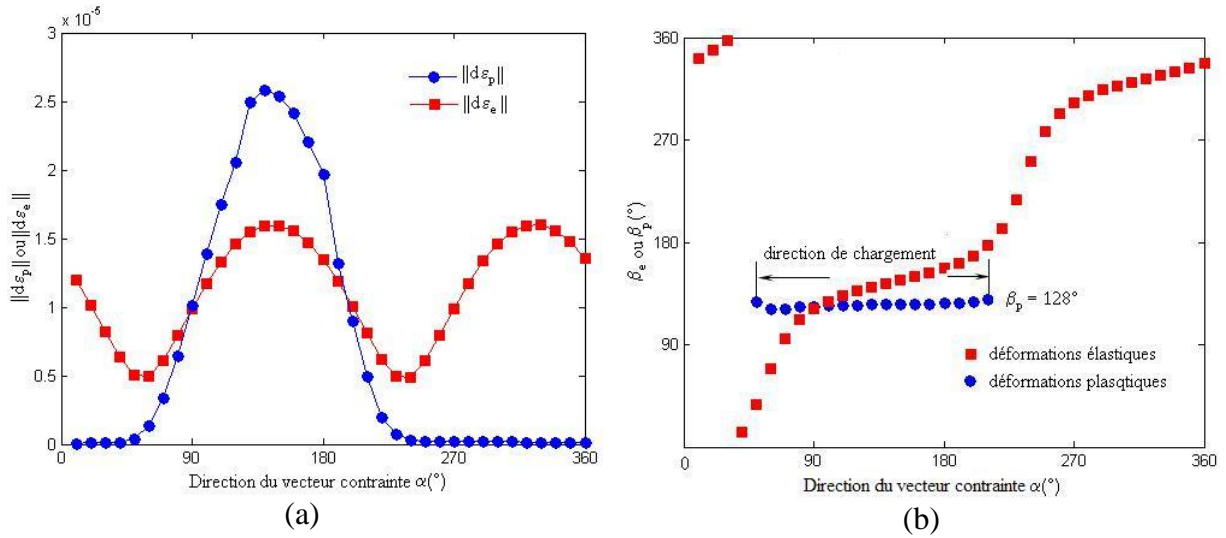 × 10⁻⁵
3
2.5
2
1.5
1
0.5
0
||dε_p|| ou ||dε_e||
||dε_p||
||dε_e||
0 90 180 270 360
Direction du vecteur contrainte α(°)
(a)
360
270
180
90
β_e ou β_p(°)
direction de chargement
β_p = 128°
déformations élastiques
déformations plasqtiques
0 90 180 270 360
Direction du vecteur contrainte α(°)
(b)